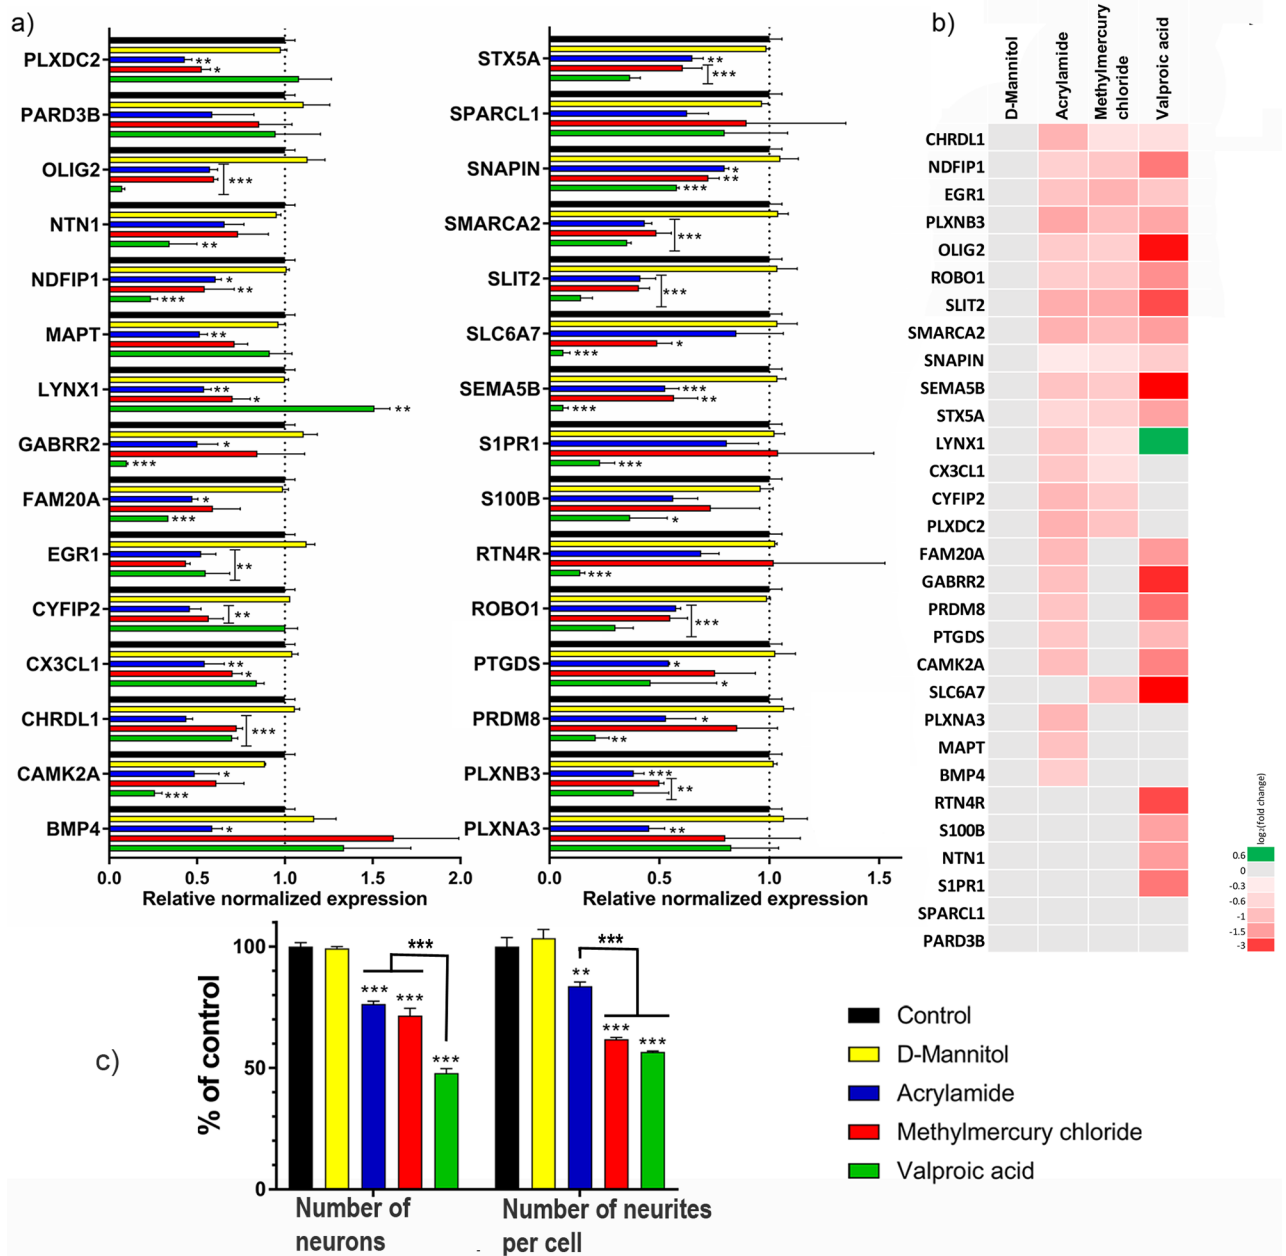 a)
PLXDC2
**
*
PARD3B
OLIG2
***
NTN1
**
NDFIP1
*
**
***
MAPT
**
LYNX1
**
*
**
GABRR2
*
***
FAM20A
*
***
EGR1
**
CYFIP2
**
CX3CL1
**
*
CHRDL1
***
CAMK2A
*
***
BMP4
*
0.0 0.5 1.0 1.5 2.0
Relative normalized expression
STX5A
**
***
SPARCL1
SNAPIN
*
**
***
SMARCA2
***
SLIT2
***
SLC6A7
*
***
SEMA5B
***
**
***
S1PR1
***
S100B
*
RTN4R
***
ROBO1
***
PTGDS
*
*
PRDM8
*
**
PLXNB3
***
**
PLXNA3
**
0.0 0.5 1.0 1.5
Relative normalized expression
b)
D-Mannitol
Acrylamide
Methylmercury
chloride
Valproic acid
CHRDL1
NDFIP1
EGR1
PLXNB3
OLIG2
ROBO1
SLIT2
SMARCA2
SNAPIN
SEMA5B
STX5A
LYNX1
CX3CL1
CYFIP2
PLXDC2
FAM20A
GABRR2
PRDM8
PTGDS
CAMK2A
SLC6A7
PLXNA3
MAPT
BMP4
RTN4R
S100B
NTN1
S1PR1
SPARCL1
PARD3B
log₂(fold change)
0.6
0
-0.3
-0.6
-1
-1.5
-3
c)
% of control
100
50
0
***
***
***
***
***
**
***
***
Number of
neurons
Number of neurites
per cell
Control
D-Mannitol
Acrylamide
Methylmercury chloride
Valproic acid